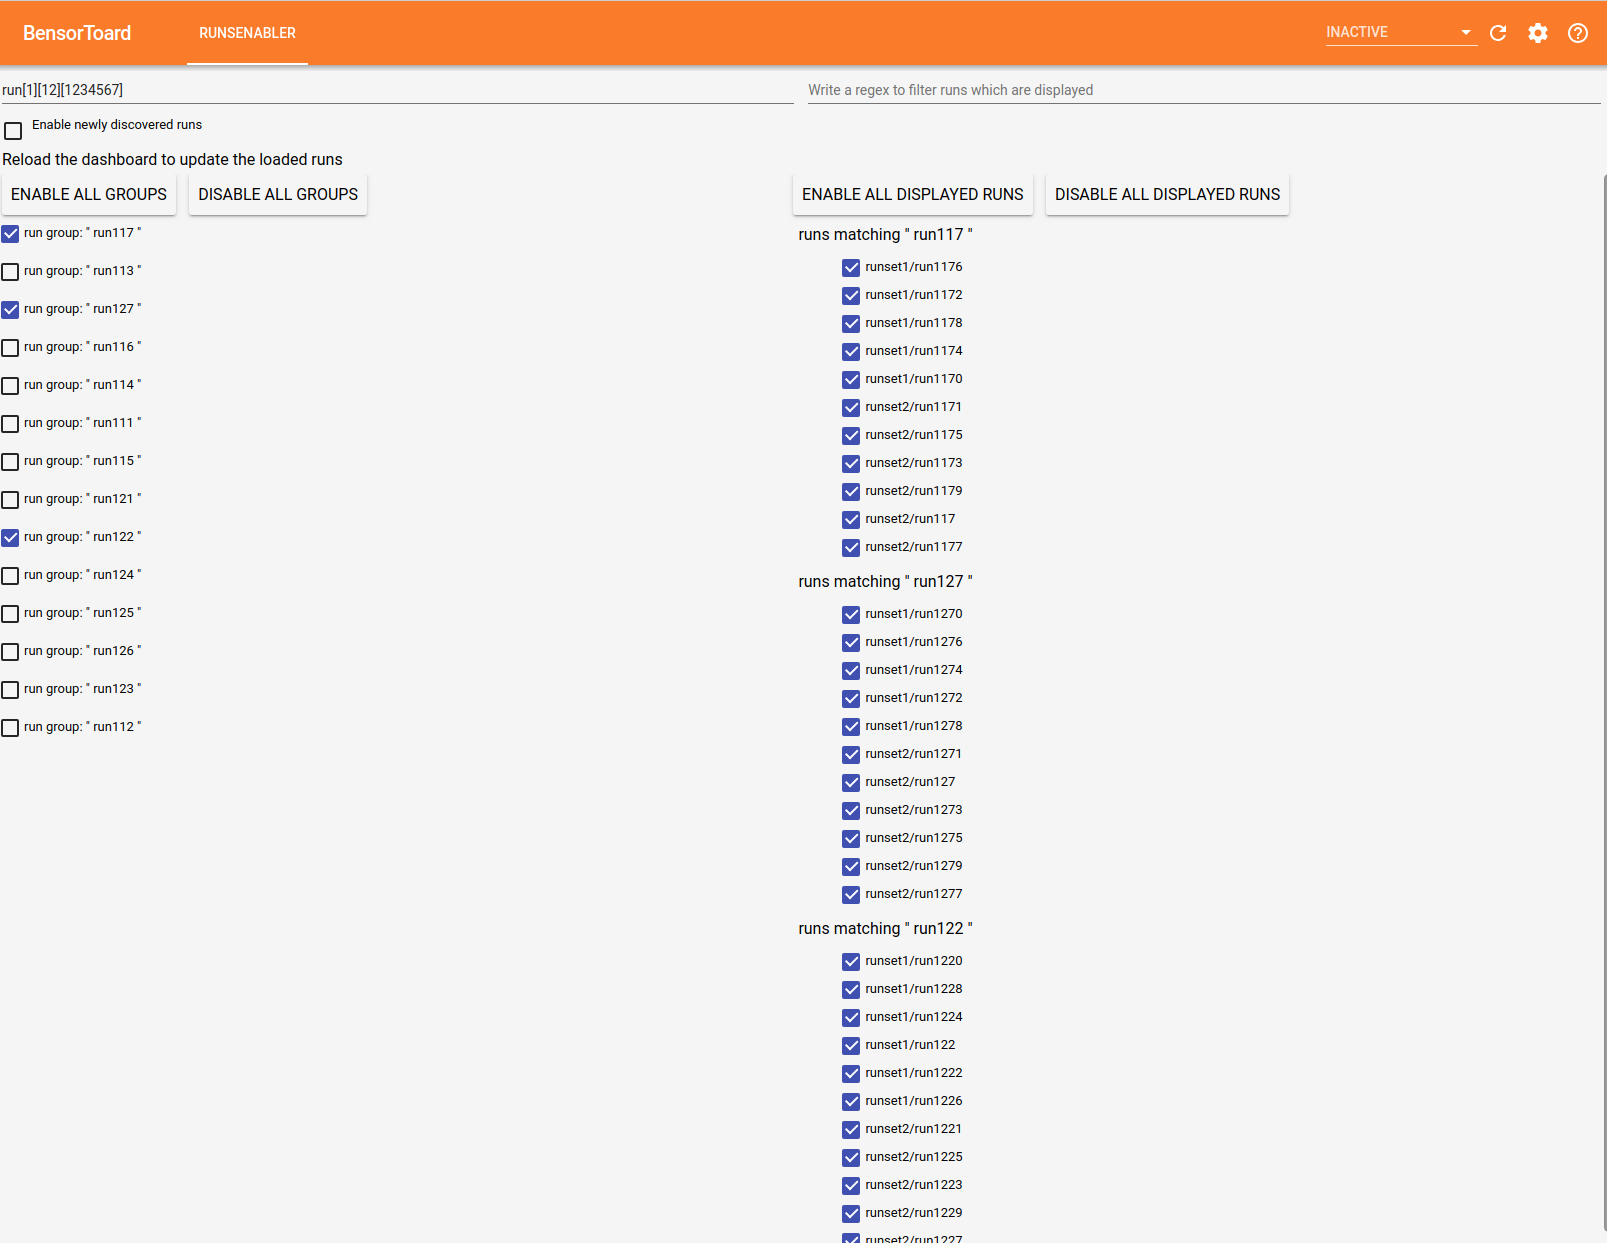 BensorToard
RUNSENABLER
INACTIVE
run[1][12][1234567]
Write a regex to filter runs which are displayed
Enable newly discovered runs
Reload the dashboard to update the loaded runs
ENABLE ALL GROUPS
DISABLE ALL GROUPS
run group: " run117 "
run group: " run113 "
run group: " run127 "
run group: " run116 "
run group: " run114 "
run group: " run111 "
run group: " run115 "
run group: " run121 "
run group: " run122 "
run group: " run124 "
run group: " run125 "
run group: " run126 "
run group: " run123 "
run group: " run112 "
ENABLE ALL DISPLAYED RUNS
DISABLE ALL DISPLAYED RUNS
runs matching " run117 "
runset1/run1176
runset1/run1172
runset1/run1178
runset1/run1174
runset1/run1170
runset2/run1171
runset2/run1175
runset2/run1173
runset2/run1179
runset2/run117
runset2/run1177
runs matching " run127 "
runset1/run1270
runset1/run1276
runset1/run1274
runset1/run1272
runset1/run1278
runset2/run1271
runset2/run127
runset2/run1273
runset2/run1275
runset2/run1279
runset2/run1277
runs matching " run122 "
runset1/run1220
runset1/run1228
runset1/run1224
runset1/run122
runset1/run1222
runset1/run1226
runset2/run1221
runset2/run1225
runset2/run1223
runset2/run1229
runset2/run1227